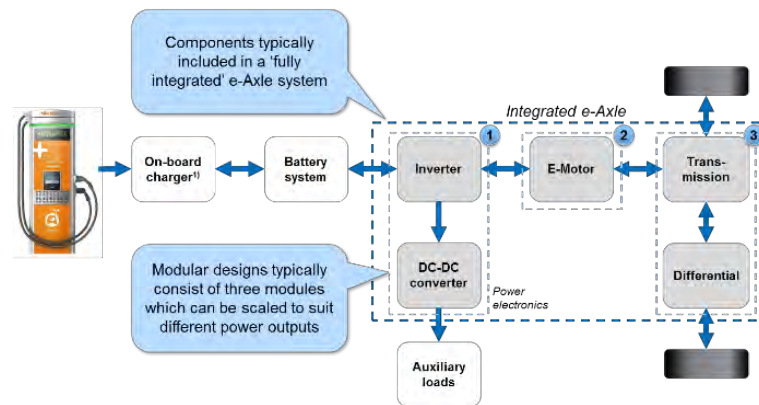 Components typically
included in a ‘fully
integrated’ e-Axle system
Integrated e-Axle
1
2
3
On-board
charger¹⁾
Battery
system
Inverter
E-Motor
Trans-
mission
DC-DC
converter
Differential
Power
electronics
Modular designs typically
consist of three modules
which can be scaled to suit
different power outputs
Auxiliary
loads